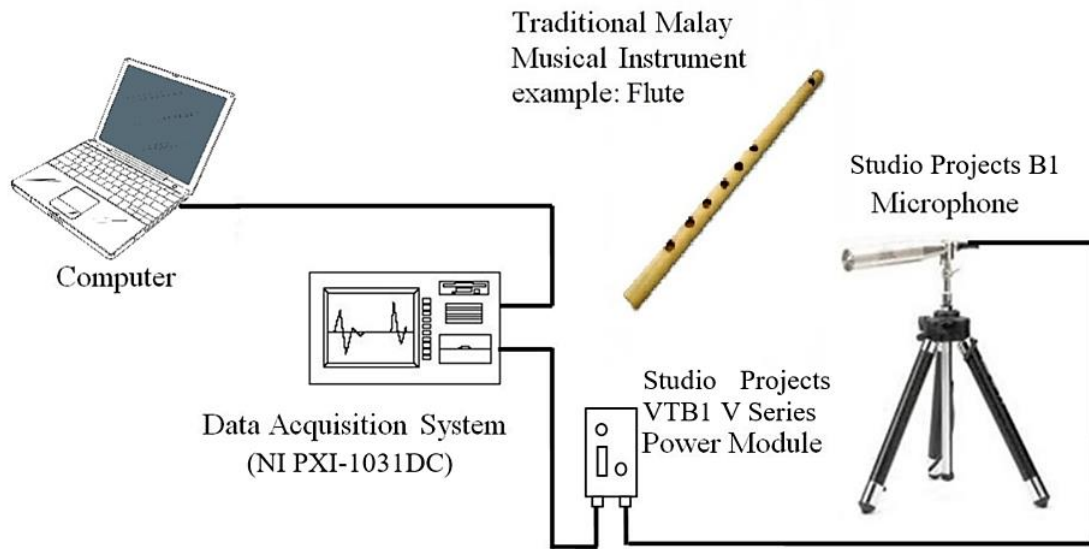 Traditional Malay
Musical Instrument
example: Flute
Studio Projects B1
Microphone
Computer
Data Acquisition System
(NI PXI-1031DC)
Studio Projects
VTB1 V Series
Power Module